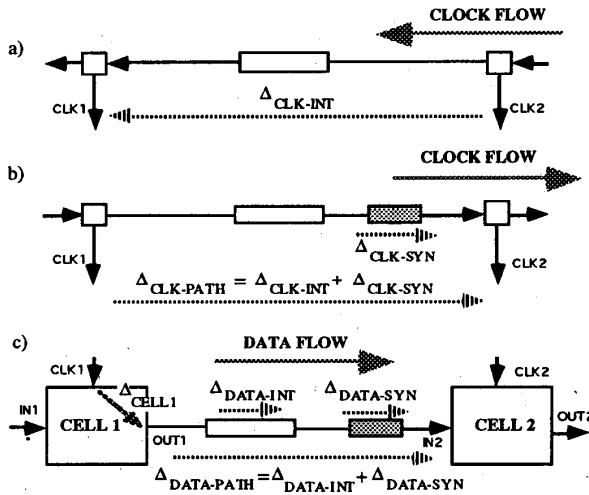 CLOCK FLOW
a)
CLK1
Δ CLK-INT
CLK2
CLOCK FLOW
b)
CLK1
Δ CLK-SYN
CLK2
Δ CLK-PATH = Δ CLK-INT + Δ CLK-SYN
c)
DATA FLOW
CLK1
CLK2
Δ CELL1
Δ DATA-INT
Δ DATA-SYN
IN1
CELL 1
OUT1
IN2
CELL 2
OUT2
Δ DATA-PATH = Δ DATA-INT + Δ DATA-SYN